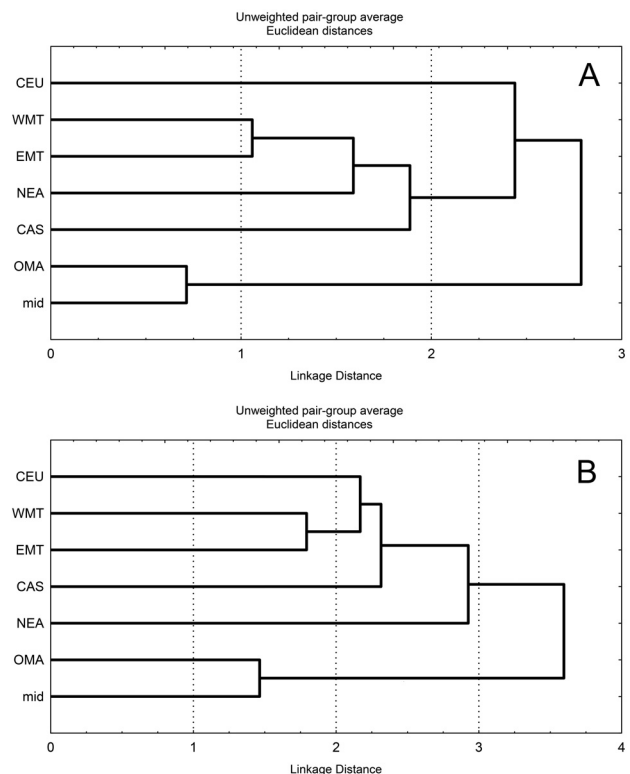 Unweighted pair-group average
Euclidean distances
A
CEU
WMT
EMT
NEA
CAS
OMA
mid
0 1 2 3
Linkage Distance
Unweighted pair-group average
Euclidean distances
B
CEU
WMT
EMT
CAS
NEA
OMA
mid
0 1 2 3 4
Linkage Distance